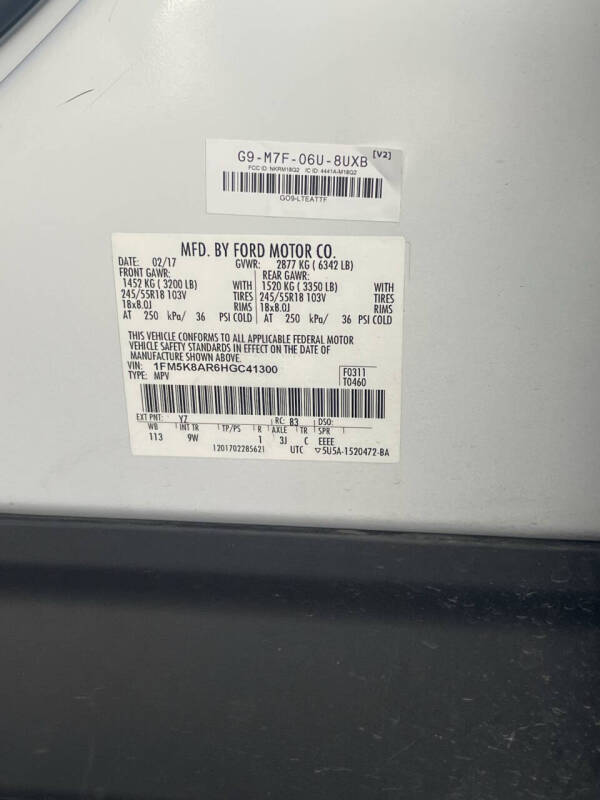 G9-M7F-06U-8UXB [V2]
FCC ID: NKRM18Q2 IC ID: 4441A-M18Q2
GO9-LTEATTF
MFD. BY FORD MOTOR CO.
DATE: 02/17 GVWR: 2877 KG ( 6342 LB)
FRONT GAWR: REAR GAWR:
1452 KG ( 3200 LB) WITH 1520 KG ( 3350 LB) WITH
245/55R18 103V TIRES 245/55R18 103V TIRES
18x8.0J RIMS 18x8.0J RIMS
AT 250 kPa/ 36 PSI COLD AT 250 kPa/ 36 PSI COLD
THIS VEHICLE CONFORMS TO ALL APPLICABLE FEDERAL MOTOR
VEHICLE SAFETY STANDARDS IN EFFECT ON THE DATE OF
MANUFACTURE SHOWN ABOVE.
VIN: 1FM5K8AR6HGC41300 F0311
TYPE: MPV T0460
EXT PNT: YZ RC: 83 DSO:
WB INT TR TP/PS R AXLE TR SPR
113 9W 1 3J C EEEE
1201702285621 UTC ▽5U5A-1520472-BA